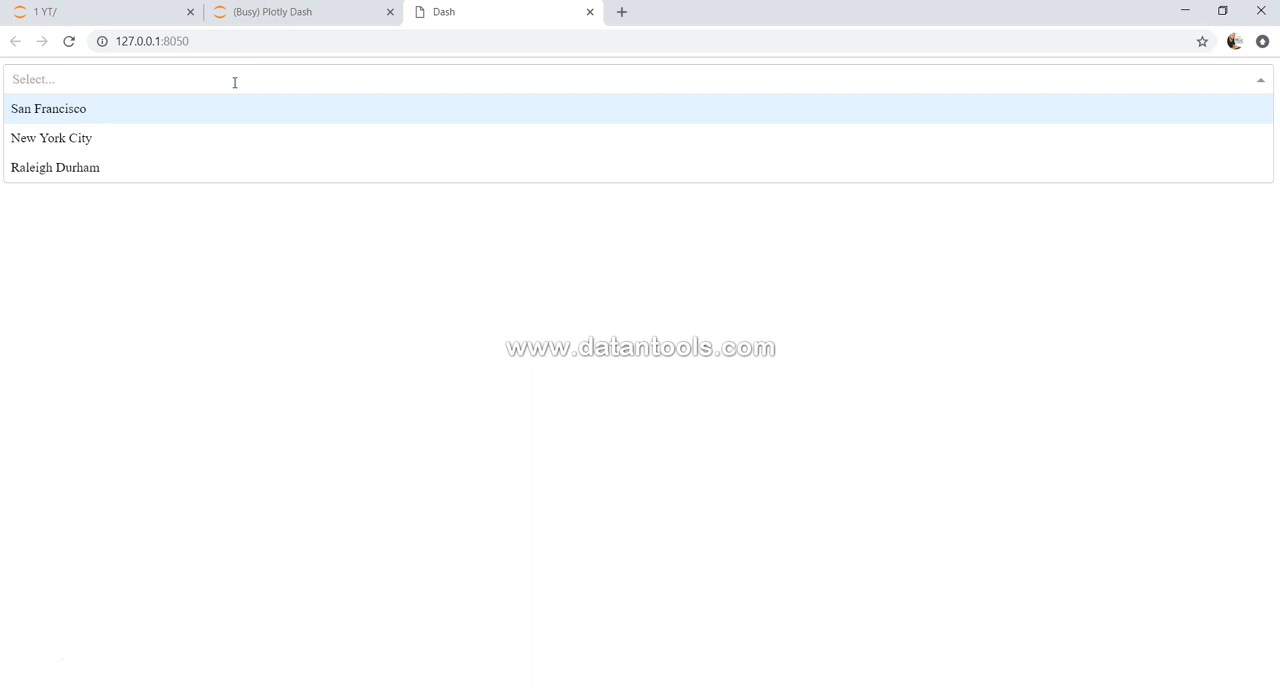 1 YT/
(Busy) Plotly Dash
Dash
127.0.0.1:8050
Select...
San Francisco
New York City
Raleigh Durham
www.datantools.com